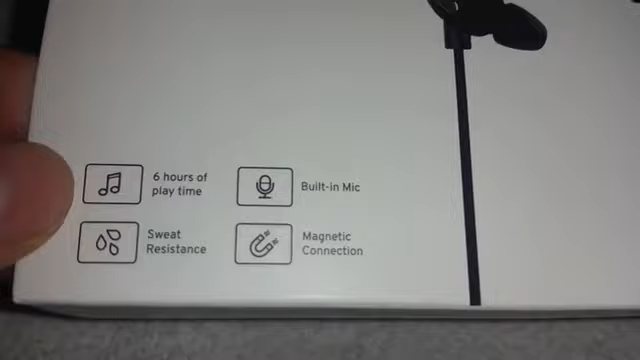 6 hours of
play time
Built-in Mic
Sweat
Resistance
Magnetic
Connection